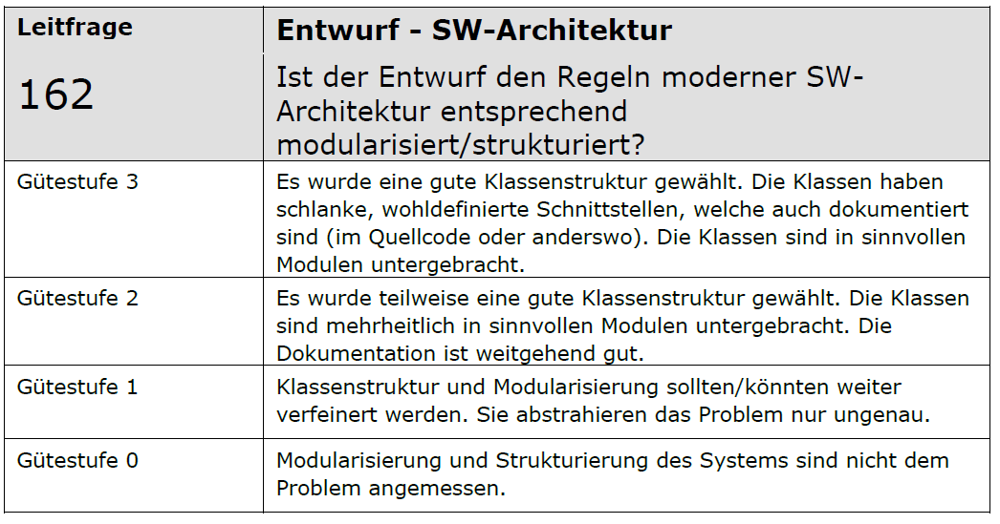 Leitfrage
Entwurf - SW-Architektur
162
Ist der Entwurf den Regeln moderner SW-
Architektur entsprechend
modularisiert/strukturiert?
Gütestufe 3
Es wurde eine gute Klassenstruktur gewählt. Die Klassen haben
schlanke, wohldefinierte Schnittstellen, welche auch dokumentiert
sind (im Quellcode oder anderswo). Die Klassen sind in sinnvollen
Modulen untergebracht.
Gütestufe 2
Es wurde teilweise eine gute Klassenstruktur gewählt. Die Klassen
sind mehrheitlich in sinnvollen Modulen untergebracht. Die
Dokumentation ist weitgehend gut.
Gütestufe 1
Klassenstruktur und Modularisierung sollten/könnten weiter
verfeinert werden. Sie abstrahieren das Problem nur ungenau.
Gütestufe 0
Modularisierung und Strukturierung des Systems sind nicht dem
Problem angemessen.